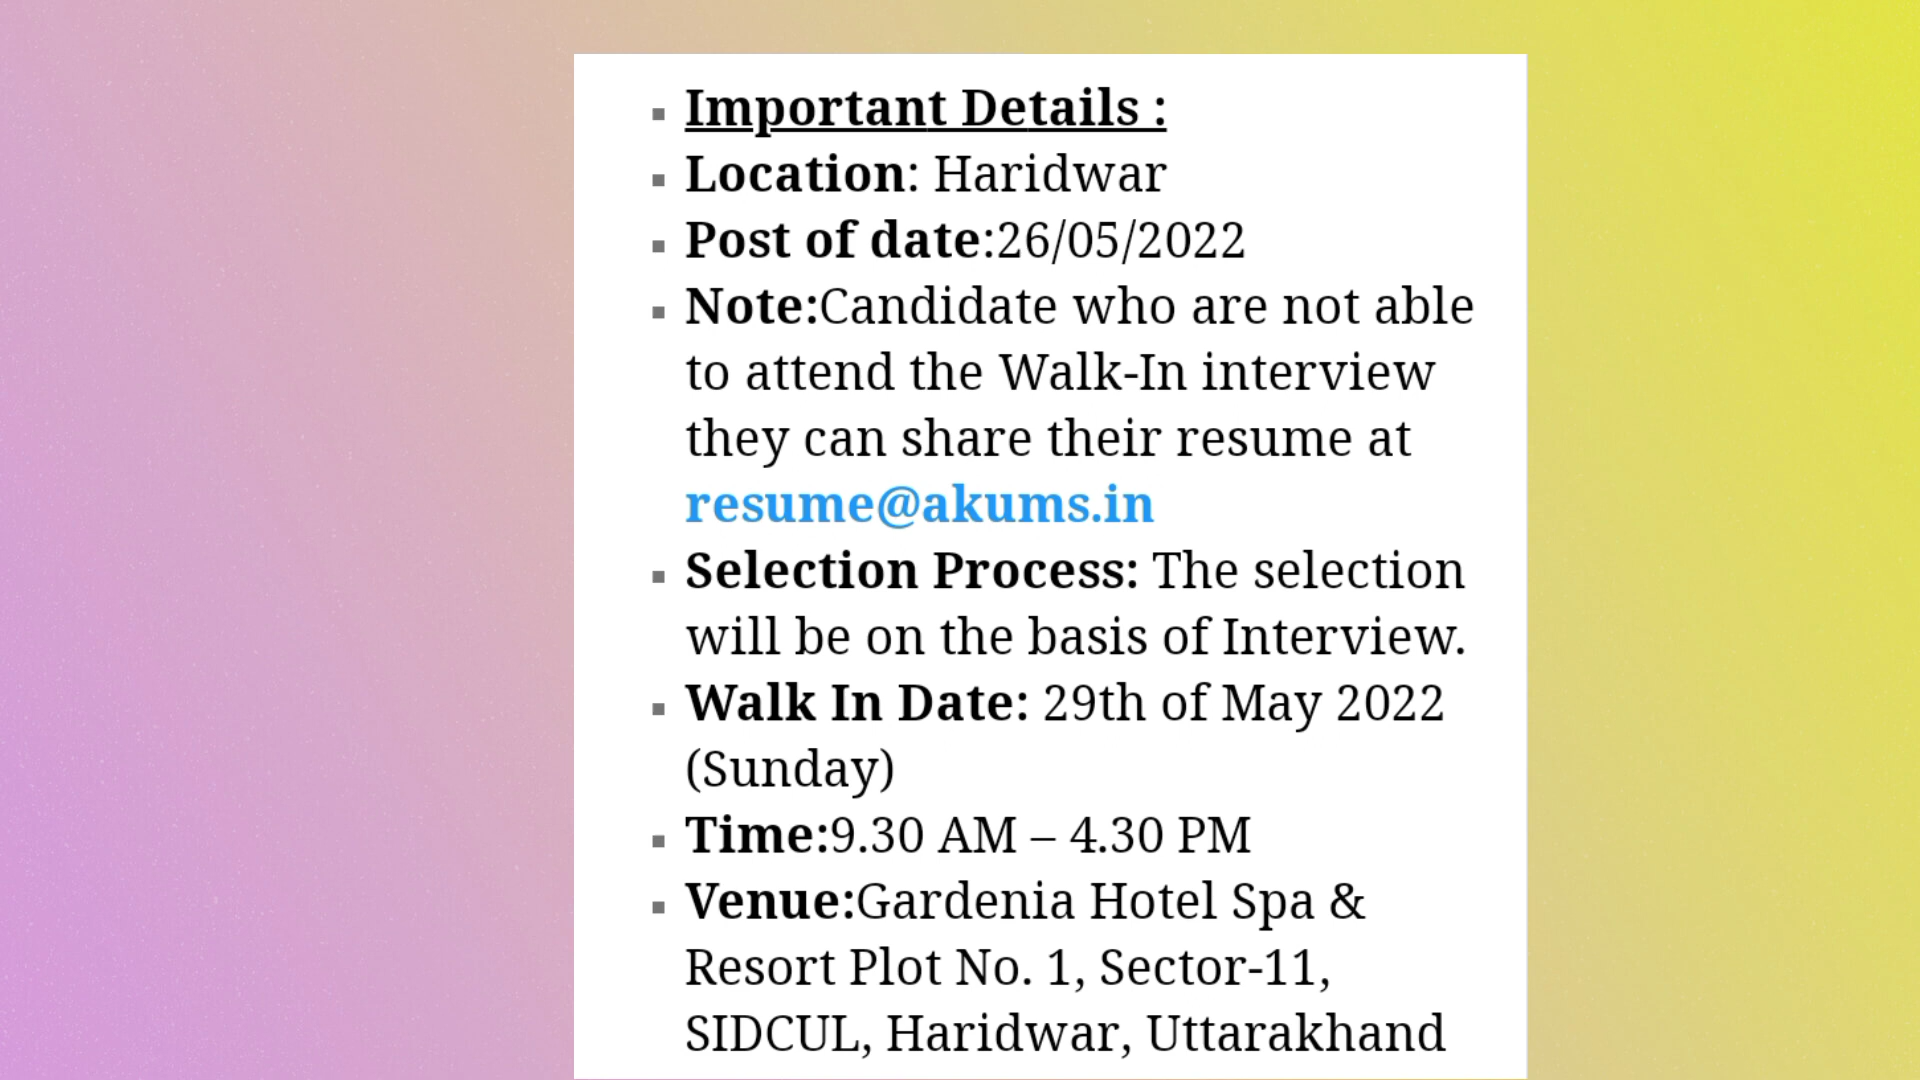 Important Details :
Location: Haridwar
Post of date:26/05/2022
Note:Candidate who are not able
to attend the Walk-In interview
they can share their resume at
resume@akums.in
Selection Process: The selection
will be on the basis of Interview.
Walk In Date: 29th of May 2022
(Sunday)
Time:9.30 AM – 4.30 PM
Venue:Gardenia Hotel Spa &
Resort Plot No. 1, Sector-11,
SIDCUL, Haridwar, Uttarakhand